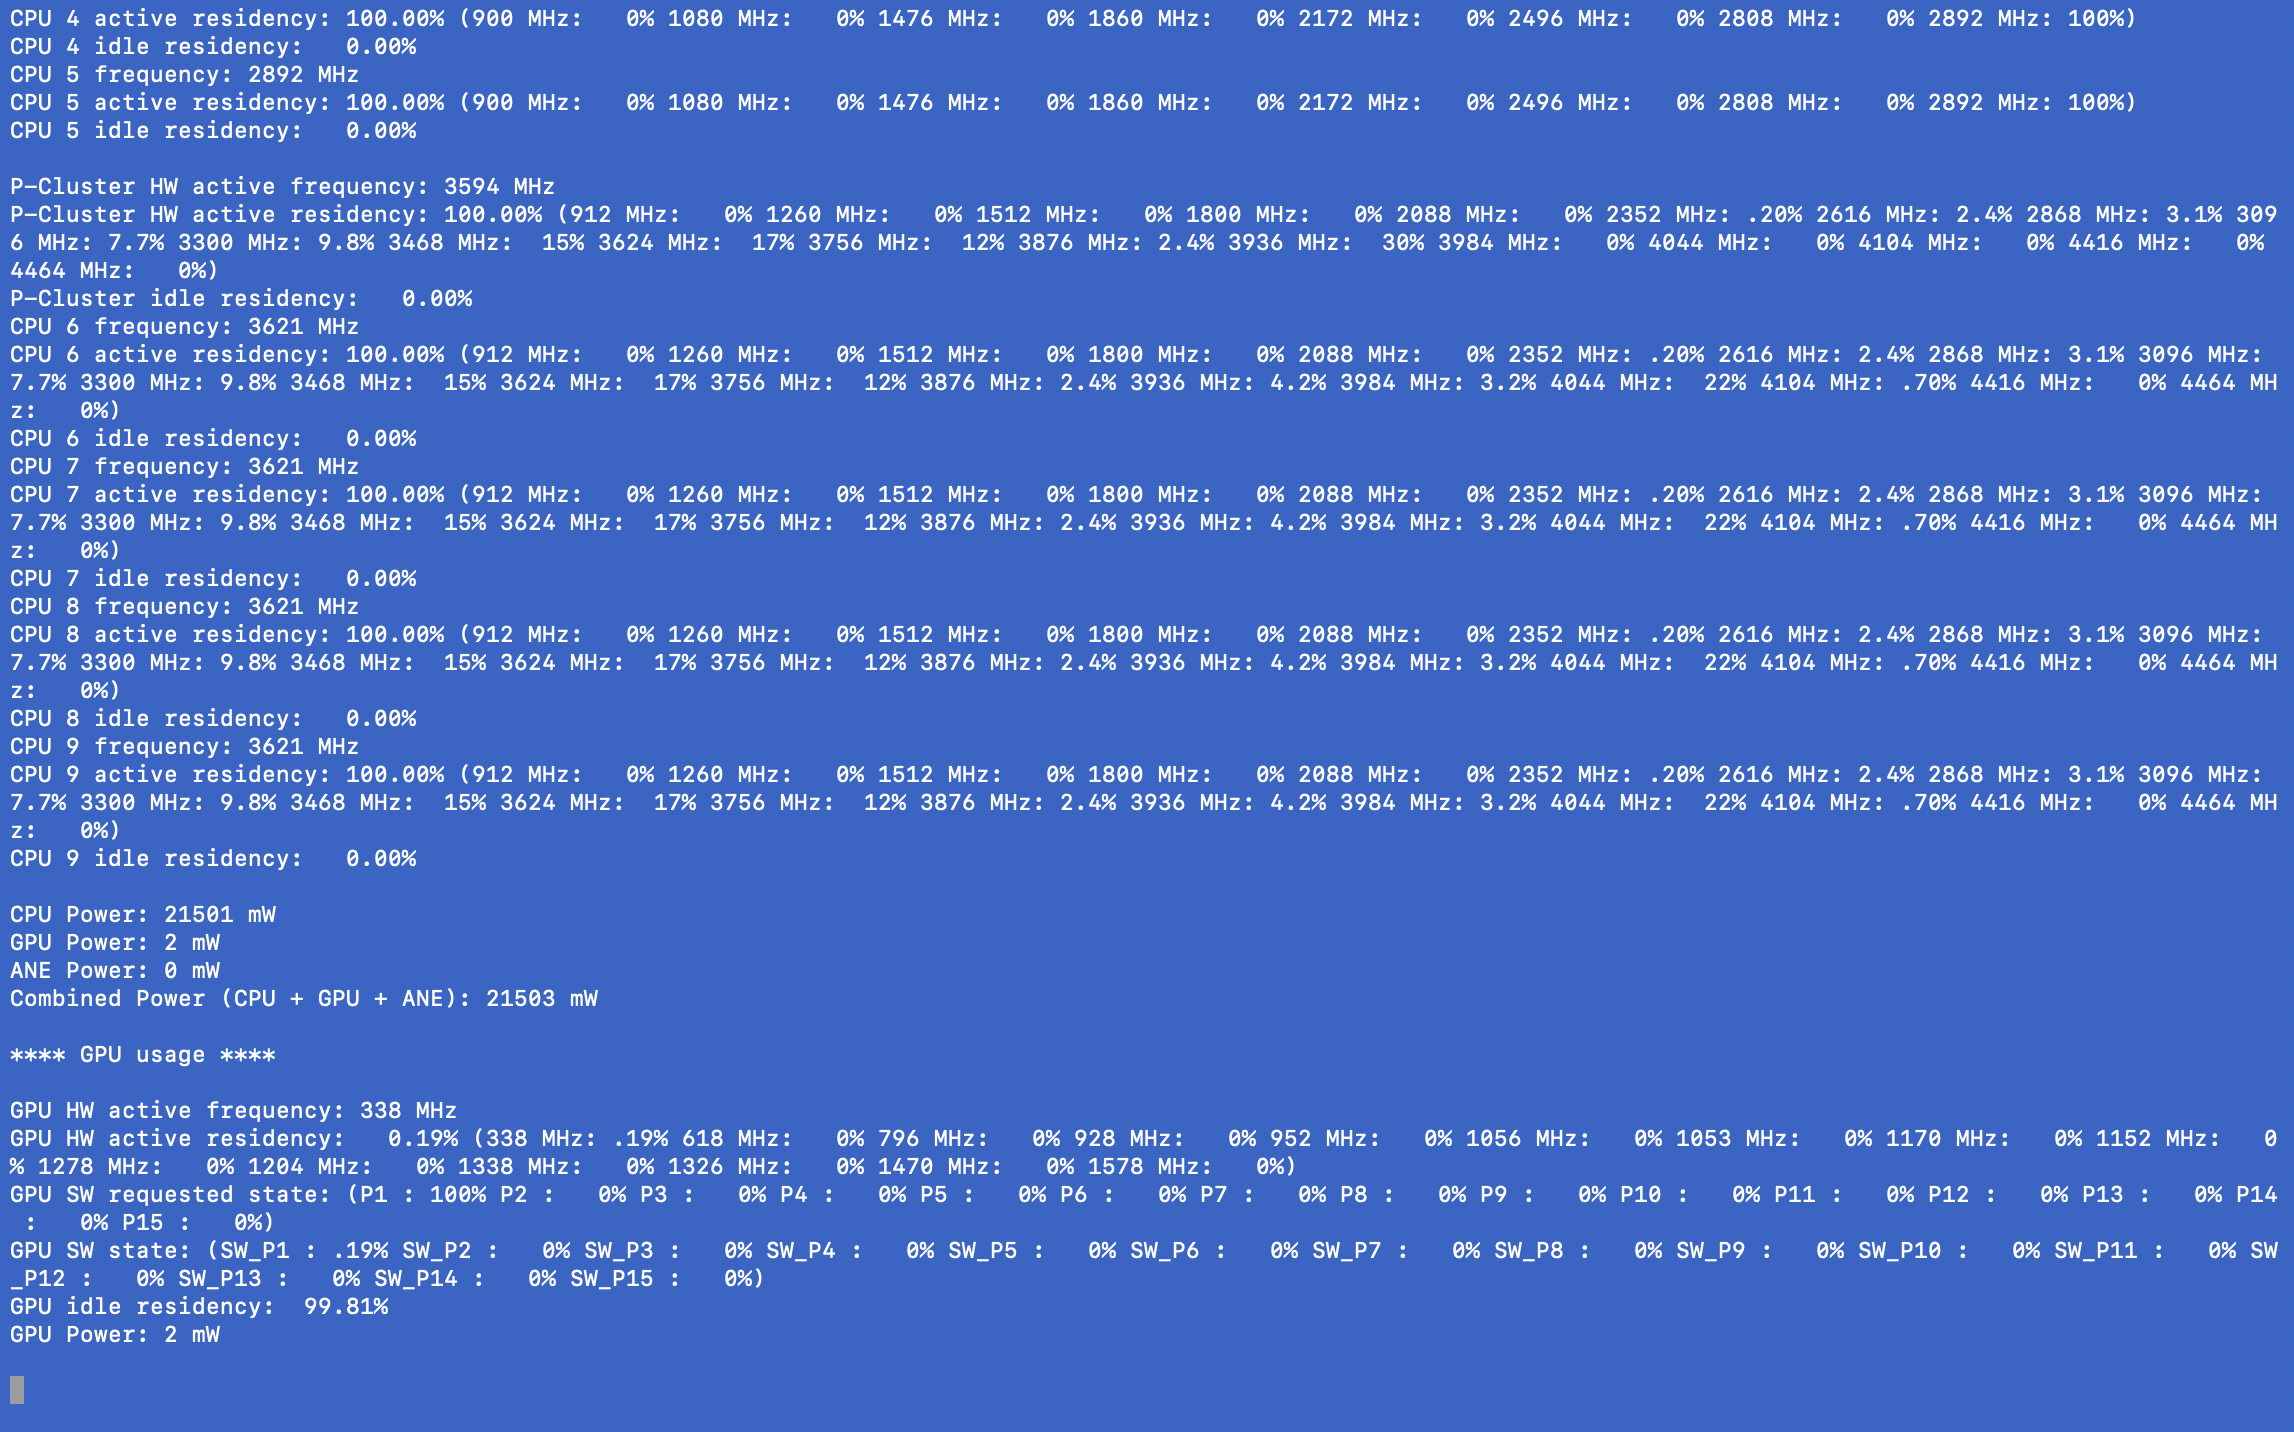 CPU 4 active residency: 100.00% (900 MHz:   0% 1080 MHz:   0% 1476 MHz:   0% 1860 MHz:   0% 2172 MHz:   0% 2496 MHz:   0% 2808 MHz:   0% 2892 MHz: 100%)
CPU 4 idle residency:   0.00%
CPU 5 frequency: 2892 MHz
CPU 5 active residency: 100.00% (900 MHz:   0% 1080 MHz:   0% 1476 MHz:   0% 1860 MHz:   0% 2172 MHz:   0% 2496 MHz:   0% 2808 MHz:   0% 2892 MHz: 100%)
CPU 5 idle residency:   0.00%

P-Cluster HW active frequency: 3594 MHz
P-Cluster HW active residency: 100.00% (912 MHz:   0% 1260 MHz:   0% 1512 MHz:   0% 1800 MHz:   0% 2088 MHz:   0% 2352 MHz: .20% 2616 MHz: 2.4% 2868 MHz: 3.1% 309
6 MHz: 7.7% 3300 MHz: 9.8% 3468 MHz:  15% 3624 MHz:  17% 3756 MHz:  12% 3876 MHz: 2.4% 3936 MHz:  30% 3984 MHz:   0% 4044 MHz:   0% 4104 MHz:   0% 4416 MHz:   0%
4464 MHz:   0%)
P-Cluster idle residency:   0.00%
CPU 6 frequency: 3621 MHz
CPU 6 active residency: 100.00% (912 MHz:   0% 1260 MHz:   0% 1512 MHz:   0% 1800 MHz:   0% 2088 MHz:   0% 2352 MHz: .20% 2616 MHz: 2.4% 2868 MHz: 3.1% 3096 MHz:
7.7% 3300 MHz: 9.8% 3468 MHz:  15% 3624 MHz:  17% 3756 MHz:  12% 3876 MHz: 2.4% 3936 MHz: 4.2% 3984 MHz: 3.2% 4044 MHz:  22% 4104 MHz: .70% 4416 MHz:   0% 4464 MH
z:   0%)
CPU 6 idle residency:   0.00%
CPU 7 frequency: 3621 MHz
CPU 7 active residency: 100.00% (912 MHz:   0% 1260 MHz:   0% 1512 MHz:   0% 1800 MHz:   0% 2088 MHz:   0% 2352 MHz: .20% 2616 MHz: 2.4% 2868 MHz: 3.1% 3096 MHz:
7.7% 3300 MHz: 9.8% 3468 MHz:  15% 3624 MHz:  17% 3756 MHz:  12% 3876 MHz: 2.4% 3936 MHz: 4.2% 3984 MHz: 3.2% 4044 MHz:  22% 4104 MHz: .70% 4416 MHz:   0% 4464 MH
z:   0%)
CPU 7 idle residency:   0.00%
CPU 8 frequency: 3621 MHz
CPU 8 active residency: 100.00% (912 MHz:   0% 1260 MHz:   0% 1512 MHz:   0% 1800 MHz:   0% 2088 MHz:   0% 2352 MHz: .20% 2616 MHz: 2.4% 2868 MHz: 3.1% 3096 MHz:
7.7% 3300 MHz: 9.8% 3468 MHz:  15% 3624 MHz:  17% 3756 MHz:  12% 3876 MHz: 2.4% 3936 MHz: 4.2% 3984 MHz: 3.2% 4044 MHz:  22% 4104 MHz: .70% 4416 MHz:   0% 4464 MH
z:   0%)
CPU 8 idle residency:   0.00%
CPU 9 frequency: 3621 MHz
CPU 9 active residency: 100.00% (912 MHz:   0% 1260 MHz:   0% 1512 MHz:   0% 1800 MHz:   0% 2088 MHz:   0% 2352 MHz: .20% 2616 MHz: 2.4% 2868 MHz: 3.1% 3096 MHz:
7.7% 3300 MHz: 9.8% 3468 MHz:  15% 3624 MHz:  17% 3756 MHz:  12% 3876 MHz: 2.4% 3936 MHz: 4.2% 3984 MHz: 3.2% 4044 MHz:  22% 4104 MHz: .70% 4416 MHz:   0% 4464 MH
z:   0%)
CPU 9 idle residency:   0.00%

CPU Power: 21501 mW
GPU Power: 2 mW
ANE Power: 0 mW
Combined Power (CPU + GPU + ANE): 21503 mW

**** GPU usage ****

GPU HW active frequency: 338 MHz
GPU HW active residency:   0.19% (338 MHz: .19% 618 MHz:   0% 796 MHz:   0% 928 MHz:   0% 952 MHz:   0% 1056 MHz:   0% 1053 MHz:   0% 1170 MHz:   0% 1152 MHz:   0
% 1278 MHz:   0% 1204 MHz:   0% 1338 MHz:   0% 1326 MHz:   0% 1470 MHz:   0% 1578 MHz:   0%)
GPU SW requested state: (P1 : 100% P2 :   0% P3 :   0% P4 :   0% P5 :   0% P6 :   0% P7 :   0% P8 :   0% P9 :   0% P10 :   0% P11 :   0% P12 :   0% P13 :   0% P14
 :   0% P15 :   0%)
GPU SW state: (SW_P1 : .19% SW_P2 :   0% SW_P3 :   0% SW_P4 :   0% SW_P5 :   0% SW_P6 :   0% SW_P7 :   0% SW_P8 :   0% SW_P9 :   0% SW_P10 :   0% SW_P11 :   0% SW
_P12 :   0% SW_P13 :   0% SW_P14 :   0% SW_P15 :   0%)
GPU idle residency:  99.81%
GPU Power: 2 mW